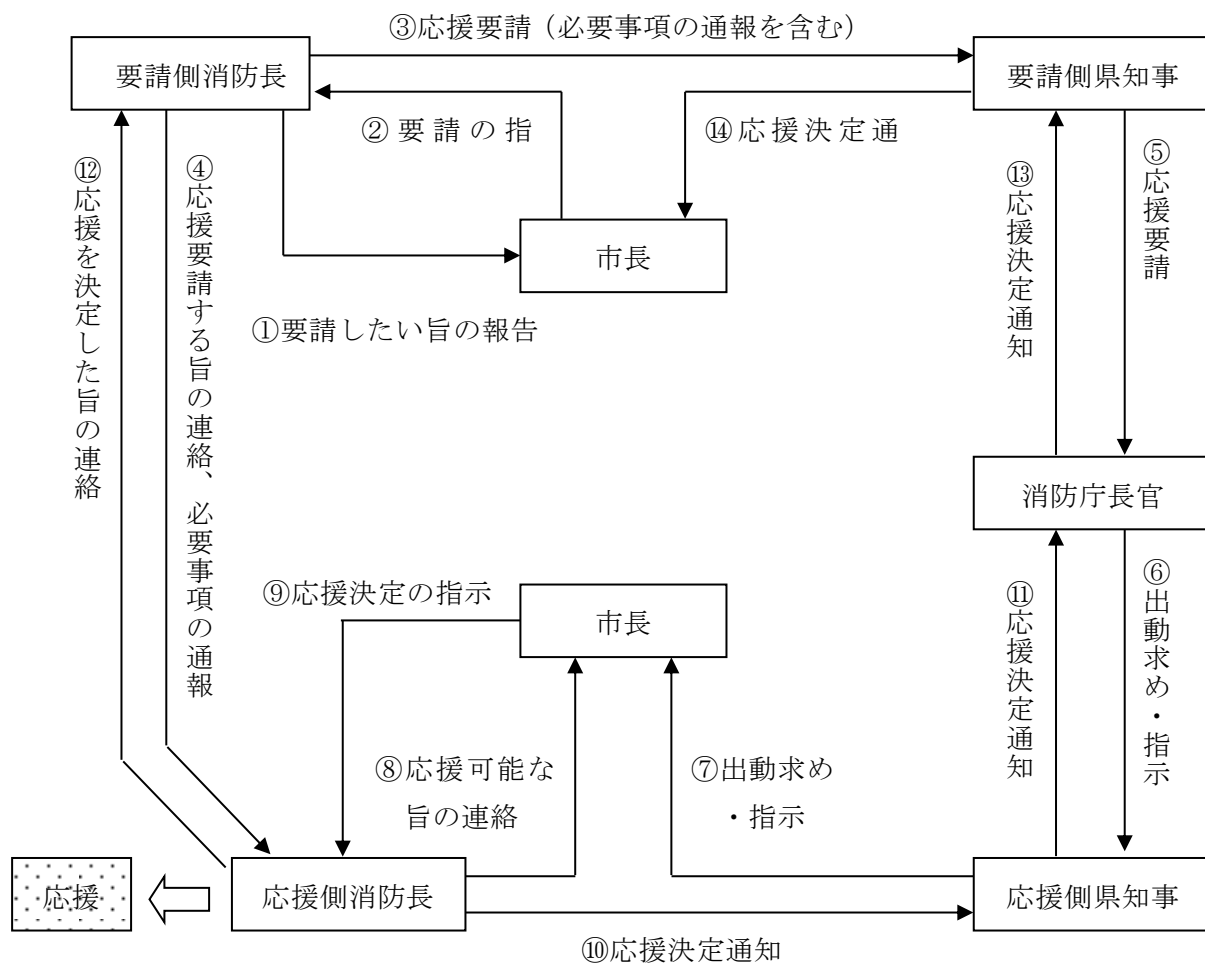 ③応援要請（必要事項の通報を含む）
要請側消防長
要請側県知事
②要請の指
⑭応援決定通
⑫応援を決定した旨の連絡
④応援要請する旨の連絡、必要事項の通報
⑬応援決定通知
⑤応援要請
市長
①要請したい旨の報告
消防庁長官
⑨応援決定の指示
市長
⑪応援決定通知
⑥出動求め・指示
⑧応援可能な
旨の連絡
⑦出動求め
・指示
応援
応援側消防長
応援側県知事
⑩応援決定通知